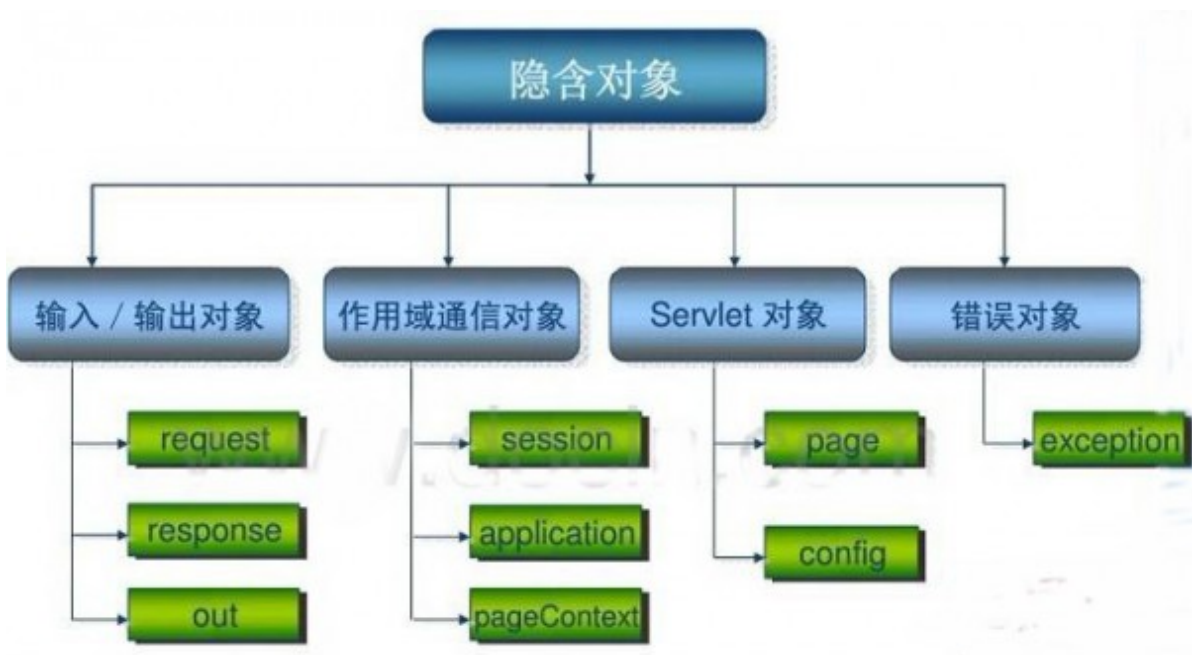 隐含对象
输入 / 输出对象
作用域通信对象
Servlet 对象
错误对象
request
session
page
exception
response
application
config
out
pageContext